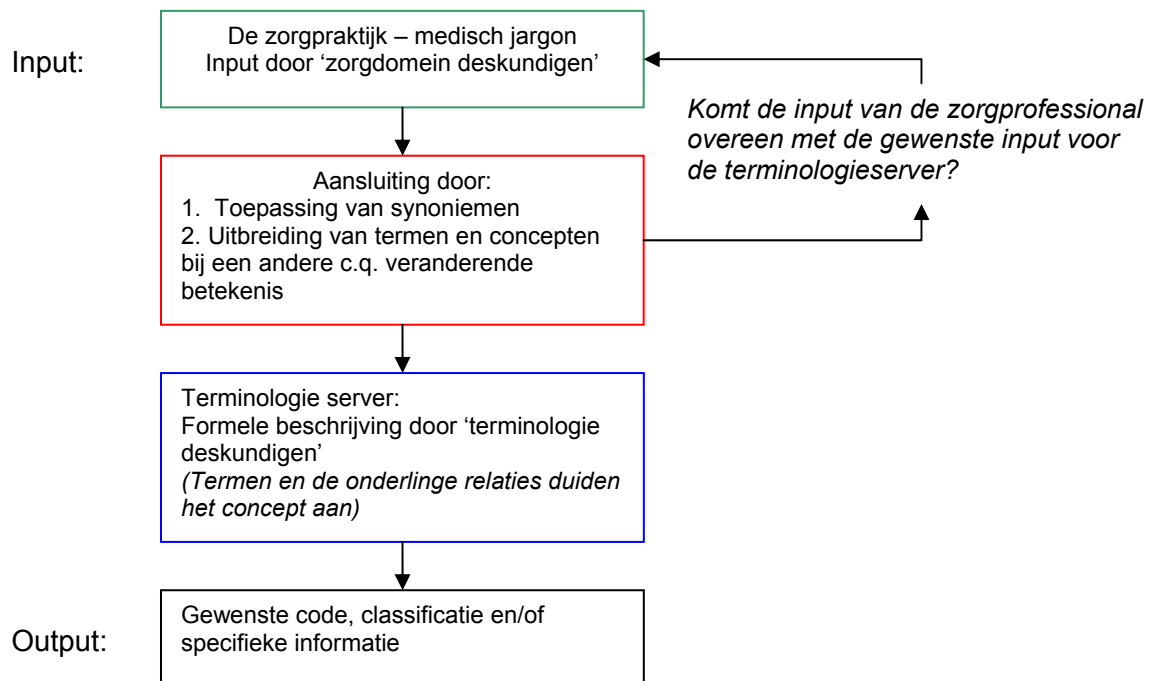 Input:
De zorgpraktijk – medisch jargon
Input door ‘zorgdomein deskundigen’
Komt de input van de zorgprofessional
overeen met de gewenste input voor
de terminologieserver?
Aansluiting door:
1. Toepassing van synoniemen
2. Uitbreiding van termen en concepten
bij een andere c.q. veranderende
betekenis
Terminologie server:
Formele beschrijving door ‘terminologie
deskundigen’
(Termen en de onderlinge relaties duiden
het concept aan)
Output:
Gewenste code, classificatie en/of
specifieke informatie